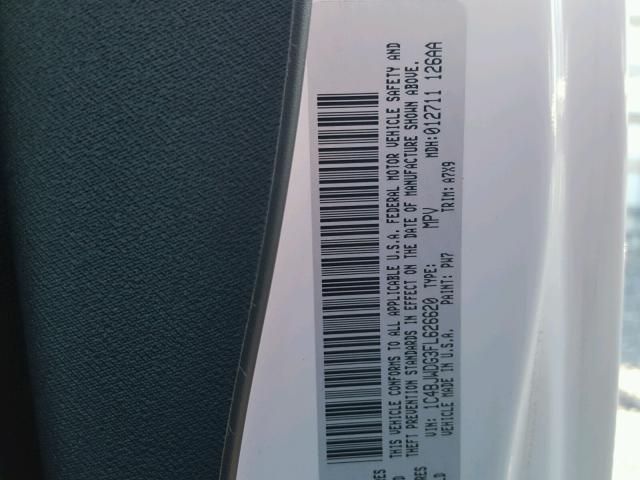 THIS VEHICLE CONFORMS TO ALL APPLICABLE U.S.A. FEDERAL MOTOR VEHICLE SAFETY AND
THEFT PREVENTION STANDARDS IN EFFECT ON THE DATE OF MANUFACTURE SHOWN ABOVE.
VIN: 1C4BJWDG3FL626620 TYPE: MPV MDH: 012711 126AA
VEHICLE MADE IN U.S.A. PAINT: PW7 TRIM: A7X9